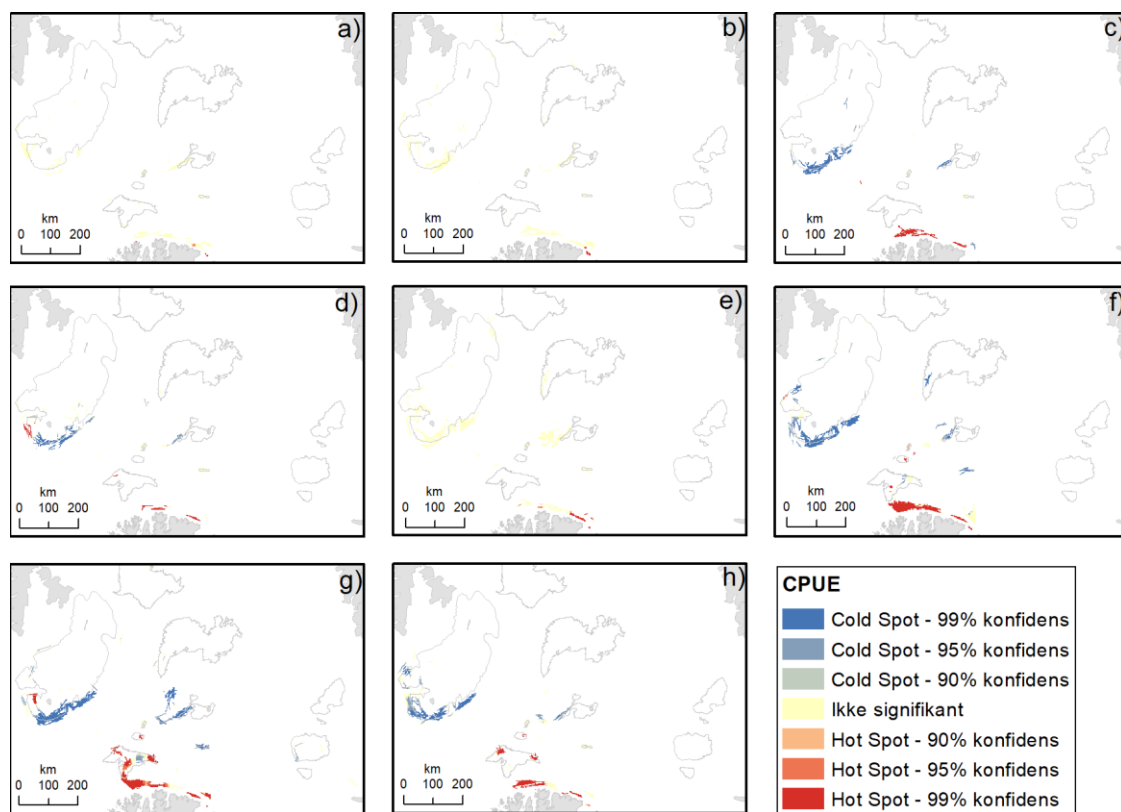 a)
km
0 100 200
b)
km
0 100 200
c)
km
0 100 200
d)
km
0 100 200
e)
km
0 100 200
f)
km
0 100 200
g)
km
0 100 200
h)
km
0 100 200
CPUE
Cold Spot - 99% konfidens
Cold Spot - 95% konfidens
Cold Spot - 90% konfidens
Ikke signifikant
Hot Spot - 90% konfidens
Hot Spot - 95% konfidens
Hot Spot - 99% konfidens